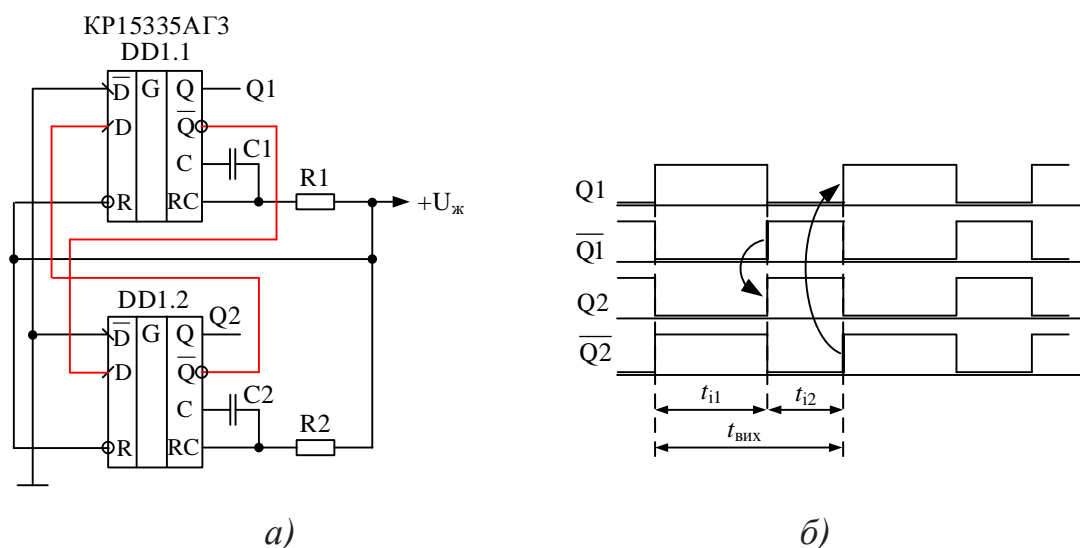 КР15335АГЗ
DD1.1
D G Q Q1
D Q
C C1
R RC R1 +Uж
DD1.2
D G Q Q2
D Q
C C2
R RC R2
а)
Q1
Q1
Q2
Q2
ti1 ti2
tвих
б)